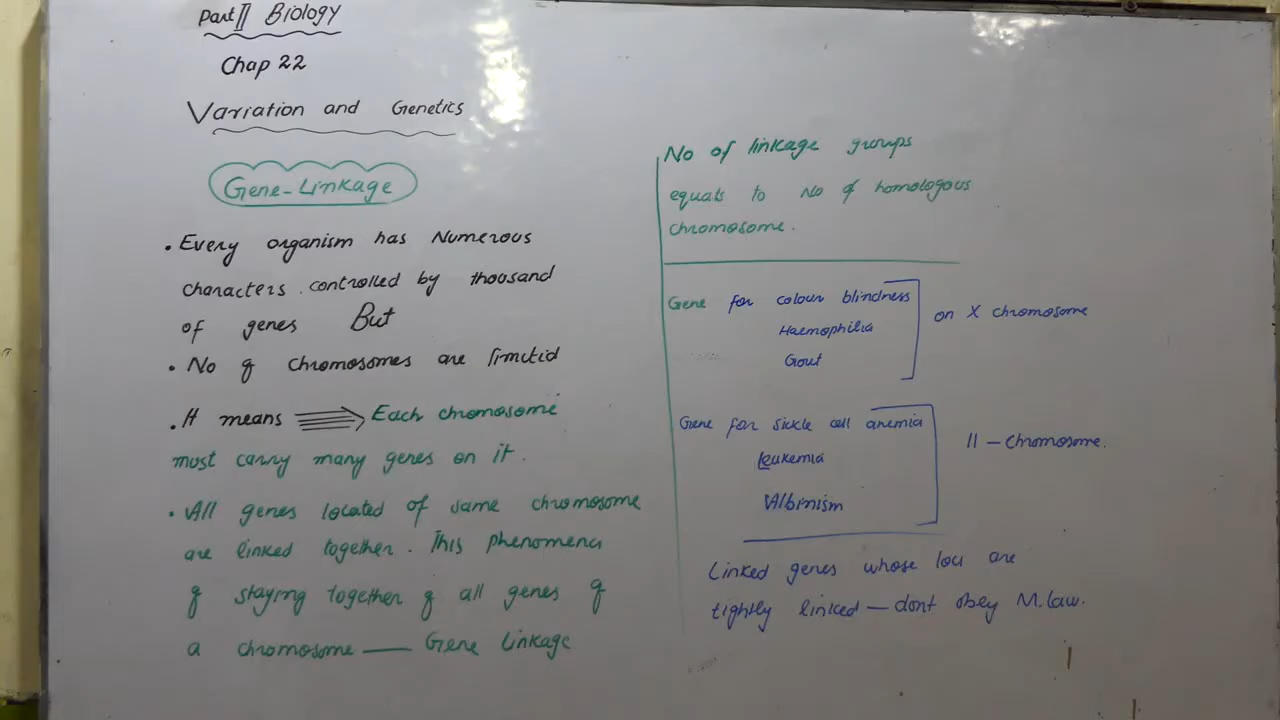 Part II Biology
Chap 22
Variation and Genetics
Gene-Linkage
• Every organism has Numerous
characters controlled by thousand
of genes But
• No of chromosomes are limitid
• It means ⟹ Each chromosome
must carry many genes on it.
• All genes located of same chromosome
are linked together. This phenomena
of staying together of all genes of
a chromosome — Gene Linkage
No of linkage groups
equals to No of homologous
chromosome.
Gene for colour blindness
Haemophilia
Gout
on X chromosome
Gene for sickle cell anemia
leukemia
Albinism
11 – chromosome.
Linked genes whose loci are
tightly linked — dont obey M.law.